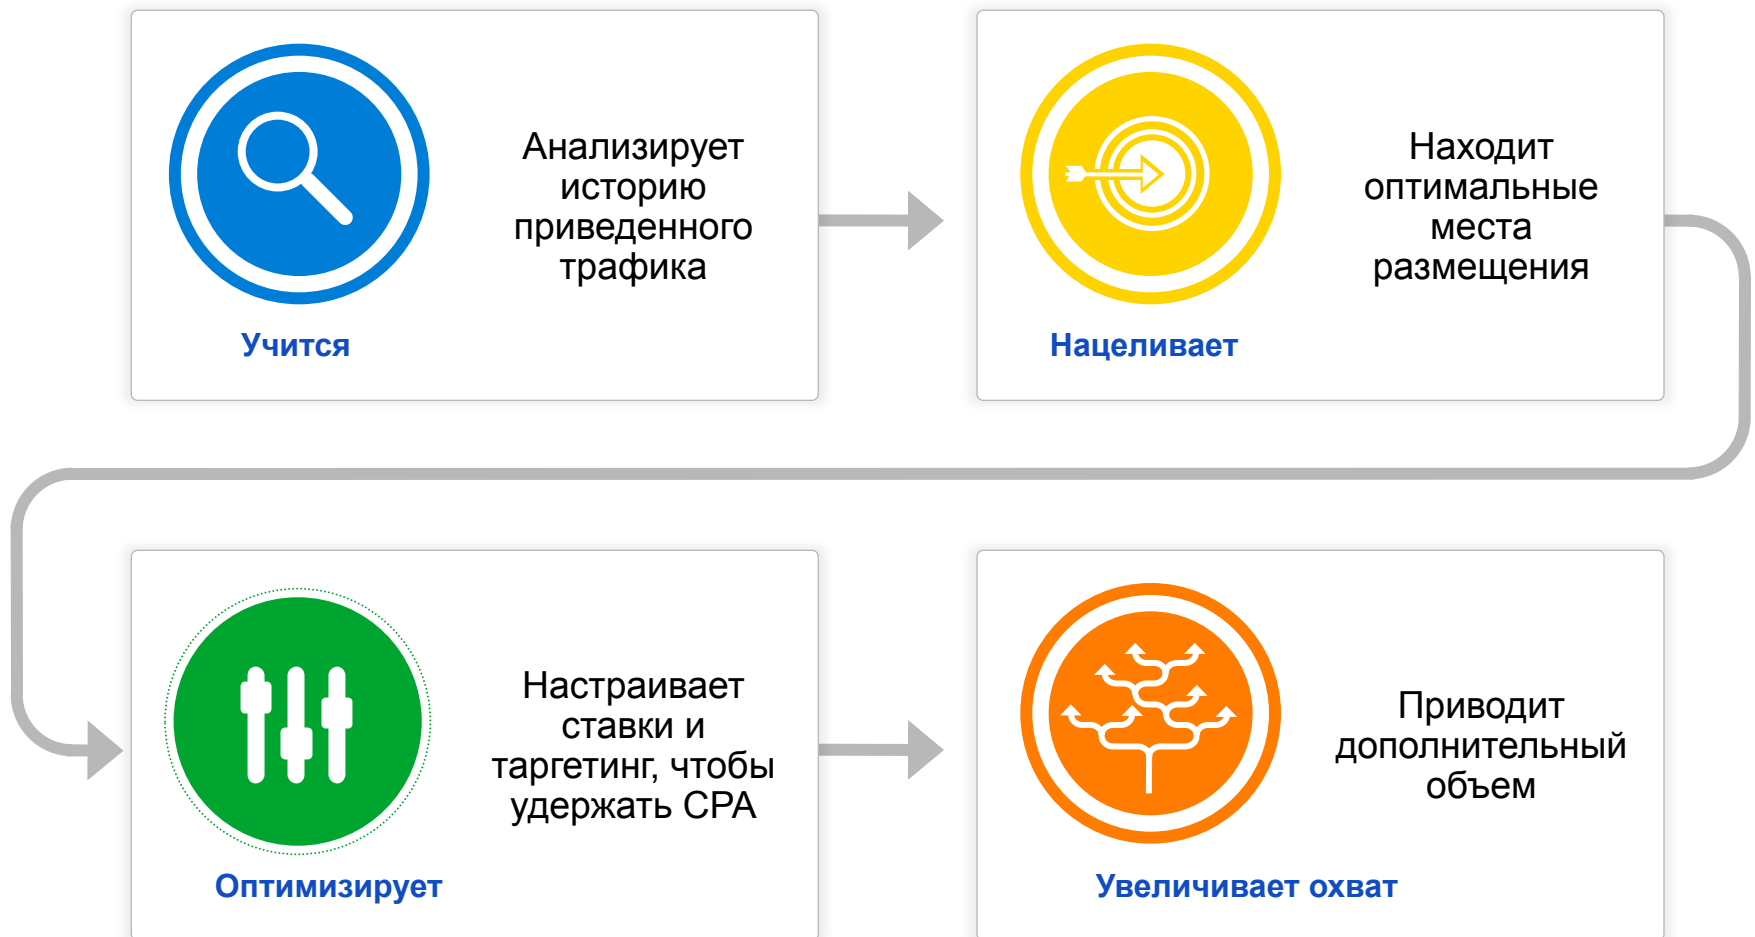 Анализирует
историю
приведенного
трафика
Учится
Находит
оптимальные
места
размещения
Нацеливает
Настраивает
ставки и
таргетинг, чтобы
удержать CPA
Оптимизирует
Приводит
дополнительный
объем
Увеличивает охват